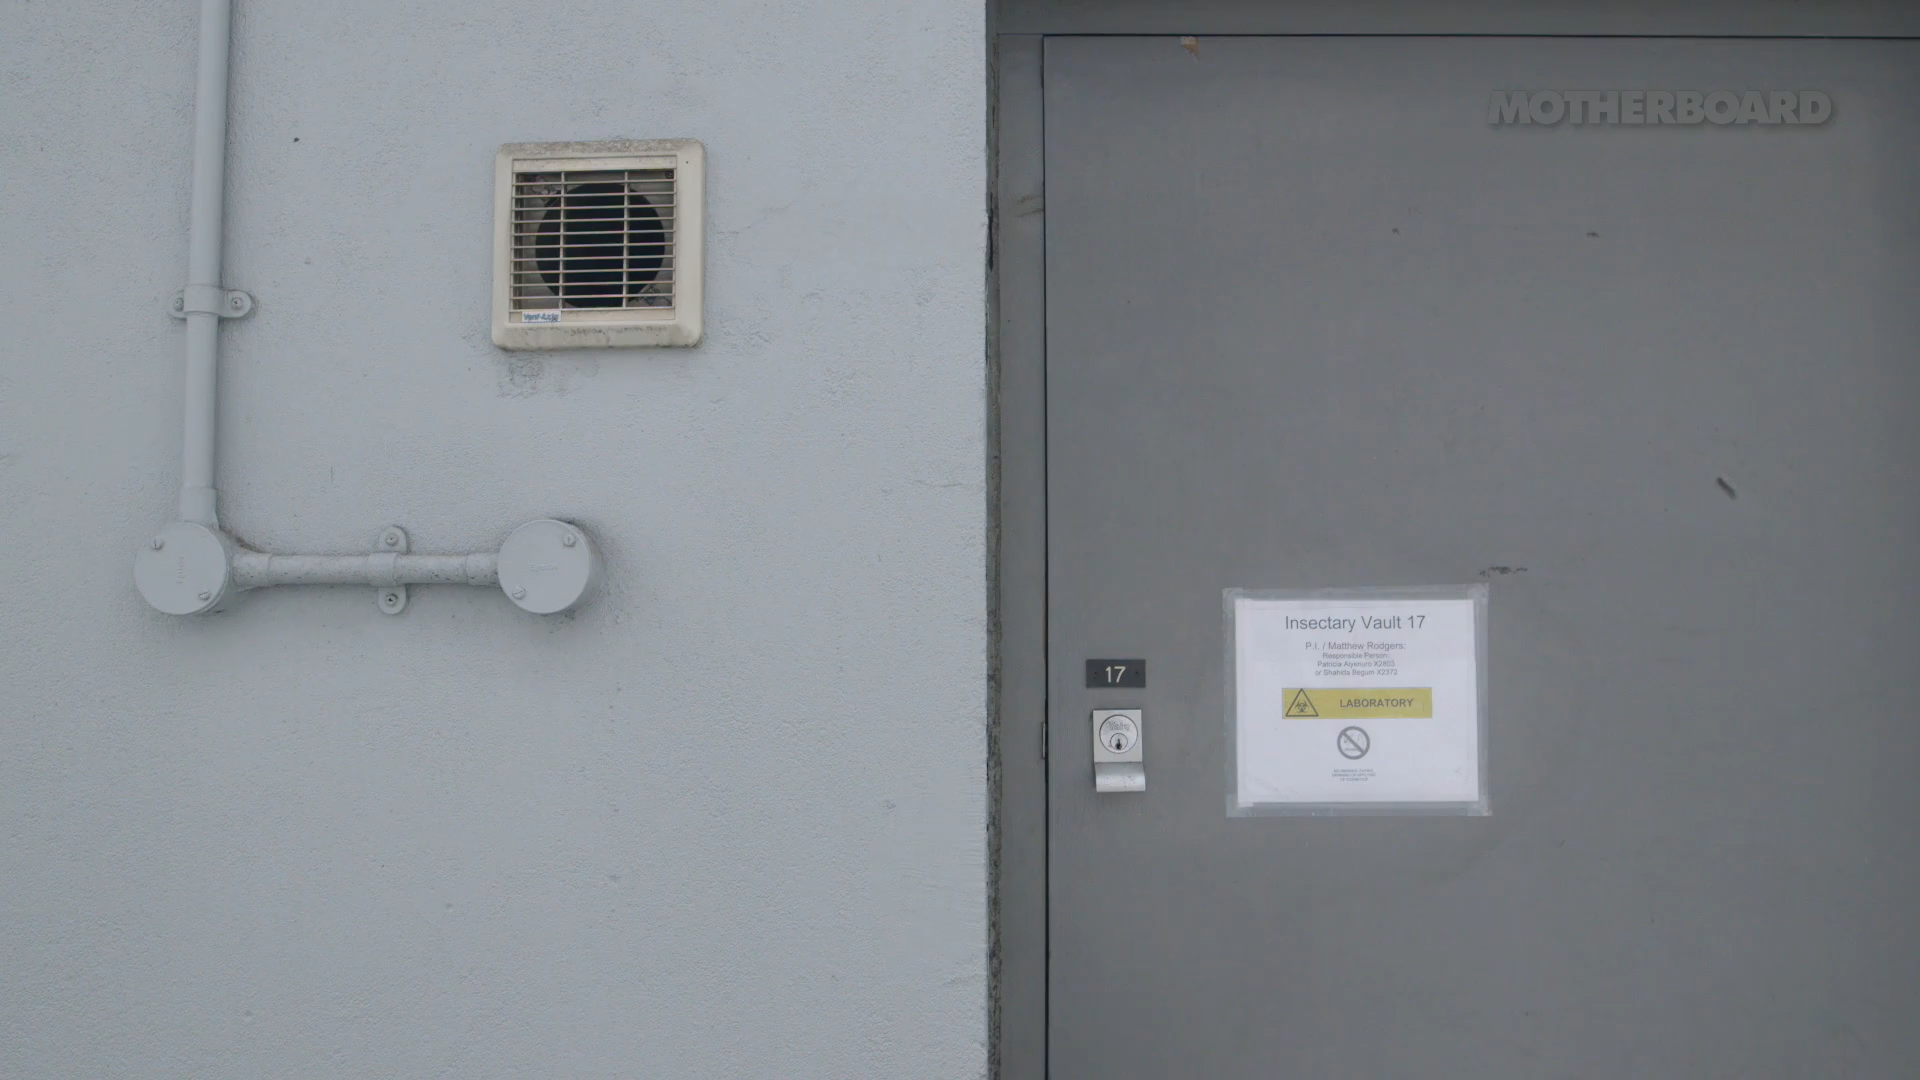 MOTHERBOARD
Vent-Axia
Insectary Vault 17
P.I. / Matthew Rodgers:
Responsible Person:
Patricia Aiyenuro X2803
or Shahida Begum X2372
17
LABORATORY